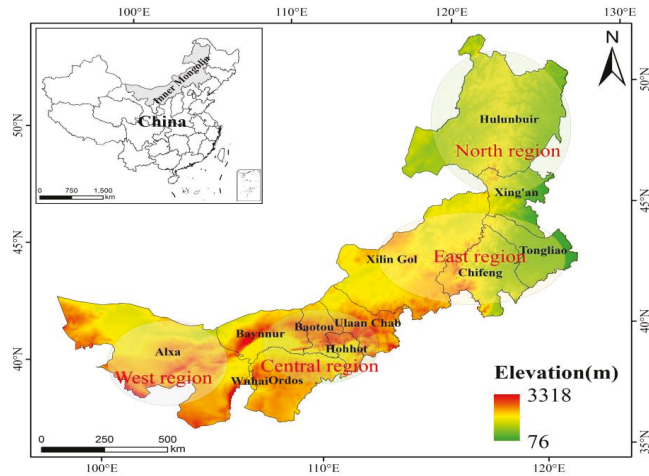 100°E
110°E
120°E
130°E
N
Inner Mongolia
China
0
750
1,500
km
50°N
45°N
40°N
50°N
45°N
40°N
35°N
Hulunbuir
North region
Xing'an
Xilin Gol
East region
Tongliao
Chifeng
Baynnur
Baotou
Ulaan Chab
Hohhot
Alxa
West region
Central region
Wuhai
Ordos
Elevation(m)
3318
76
0
250
500
km
100°E
110°E
120°E